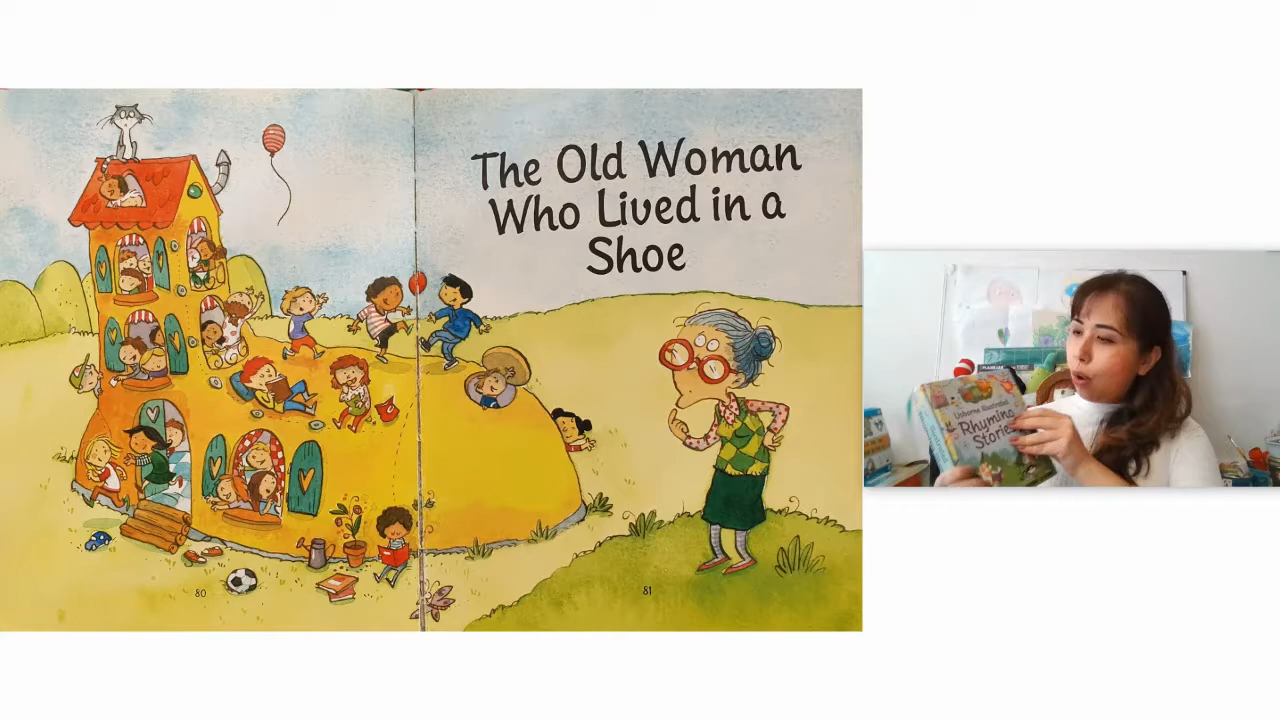 The Old Woman
Who Lived in a
Shoe
80
81
Usborne Illustrated
Rhyming
Stories